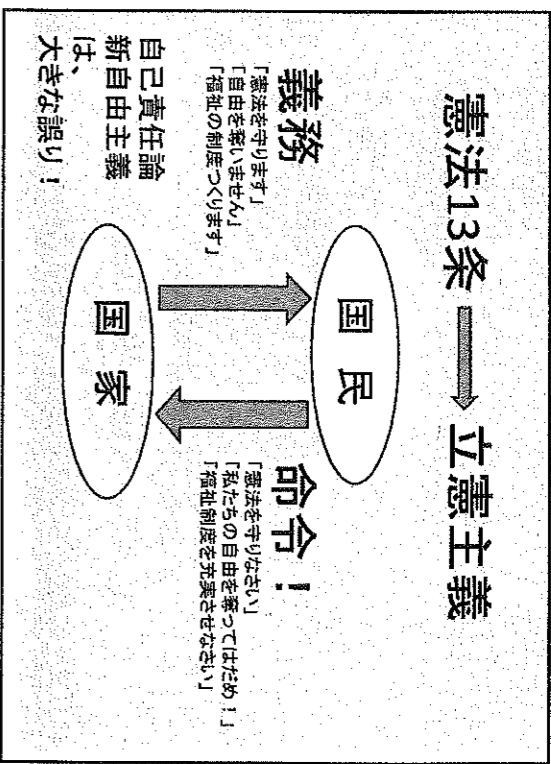 憲法13条 → 立憲主義
義務
「憲法を守ります」
「自由を奪いません」
「福祉の制度つくります」
国民
命令！
「憲法を守りなさい」
「私たちの自由を奪ってはだめ！」
「福祉制度を充実させなさい」
自己責任論
新自由主義
は、
大きな誤り！
国家